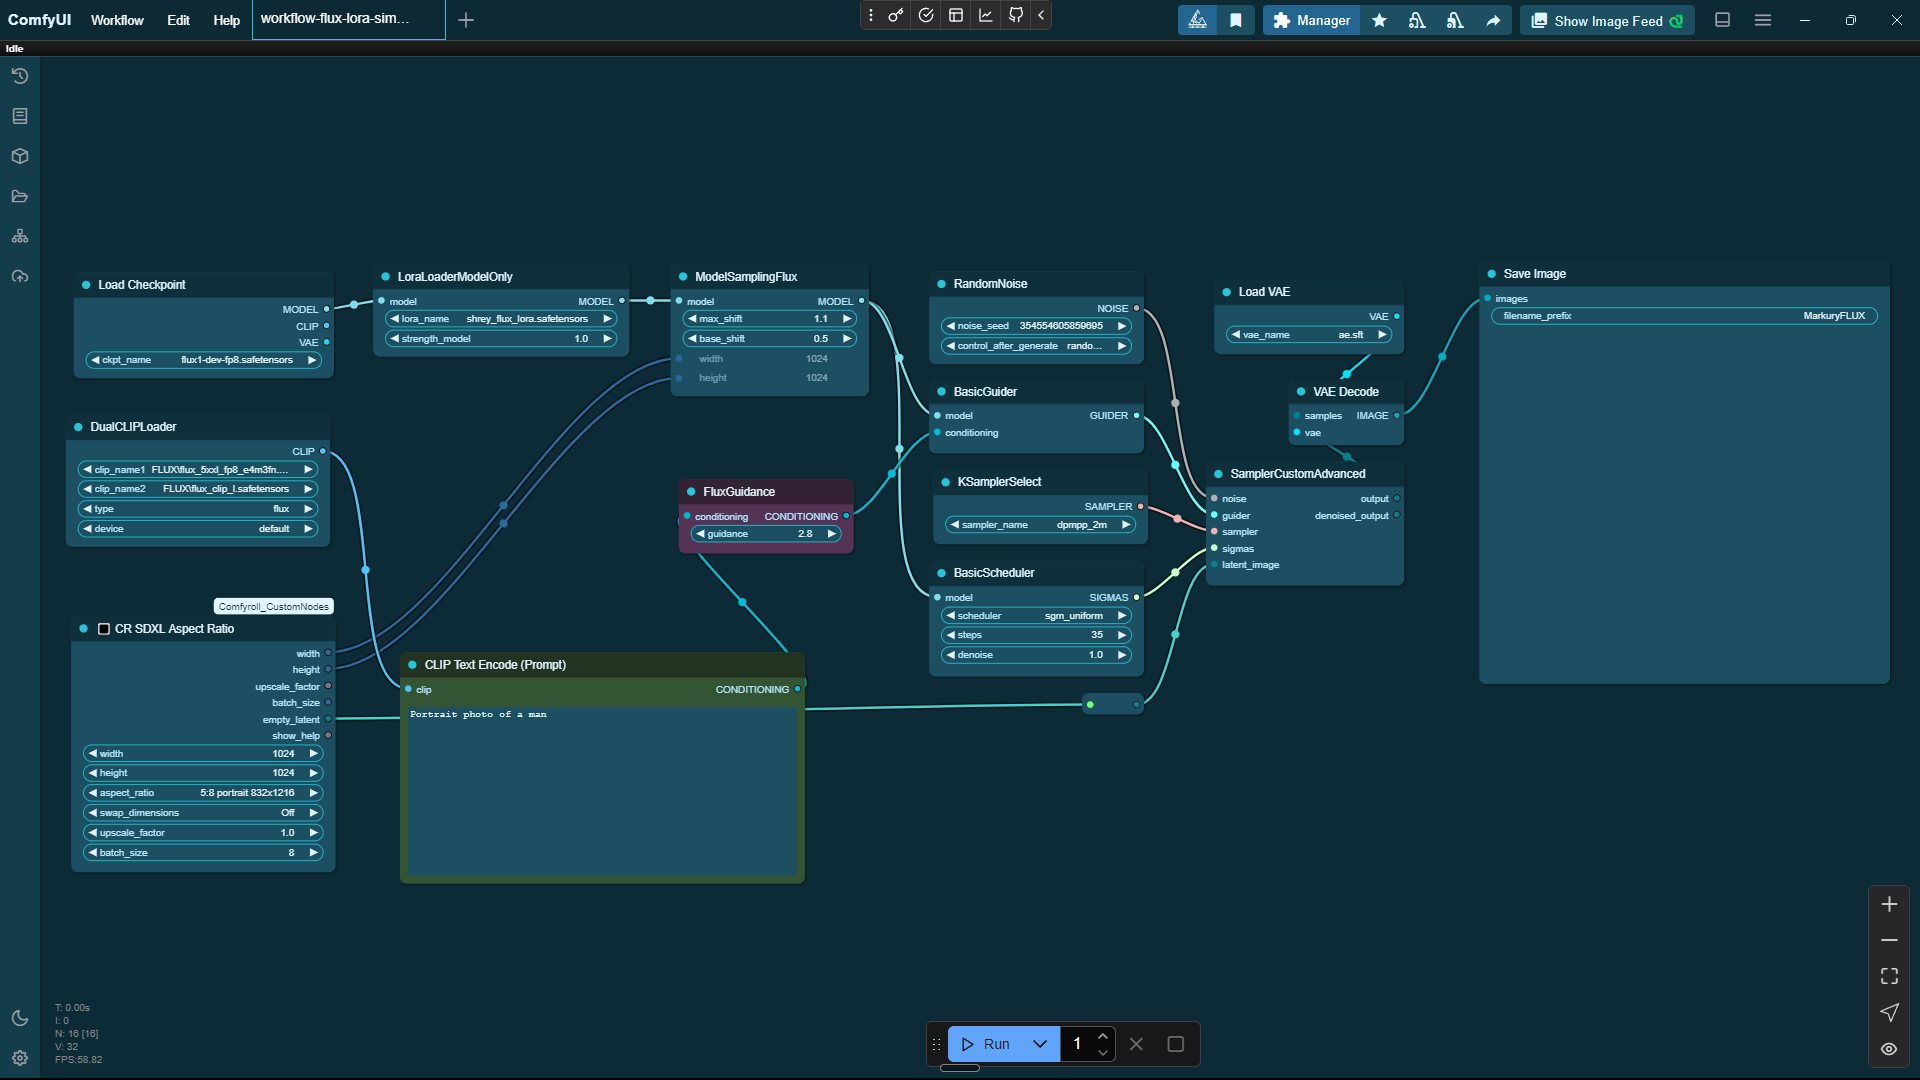 ComfyUI Workflow Edit Help workflow-flux-lora-sim...
Manager Show Image Feed
Idle
Load Checkpoint
MODEL
CLIP
VAE
ckpt_name flux1-dev-fp8.safetensors
LoraLoaderModelOnly
model MODEL
lora_name shrey_flux_lora.safetensors
strength_model 1.0
ModelSamplingFlux
model MODEL
max_shift 1.1
base_shift 0.5
width 1024
height 1024
RandomNoise
NOISE
noise_seed 354554605859695
control_after_generate rando...
Load VAE
VAE
vae_name ae.sft
Save Image
images
filename_prefix MarkuryFLUX
DualCLIPLoader
CLIP
clip_name1 FLUX\flux_5xxl_fp8_e4m3fn....
clip_name2 FLUX\flux_clip_l.safetensors
type flux
device default
BasicGuider
model GUIDER
conditioning
VAE Decode
samples IMAGE
vae
FluxGuidance
conditioning CONDITIONING
guidance 2.8
KSamplerSelect
SAMPLER
sampler_name dpmpp_2m
SamplerCustomAdvanced
noise output
guider denoised_output
sampler
sigmas
latent_image
BasicScheduler
model SIGMAS
scheduler sgm_uniform
steps 35
denoise 1.0
Comfyroll_CustomNodes
CR SDXL Aspect Ratio
width
height
upscale_factor
batch_size
empty_latent
show_help
width 1024
height 1024
aspect_ratio 5:8 portrait 832x1216
swap_dimensions Off
upscale_factor 1.0
batch_size 8
CLIP Text Encode (Prompt)
clip CONDITIONING
Portrait photo of a man
T: 0.00s
I: 0
N: 16 [16]
V: 32
FPS:58.82
Run 1